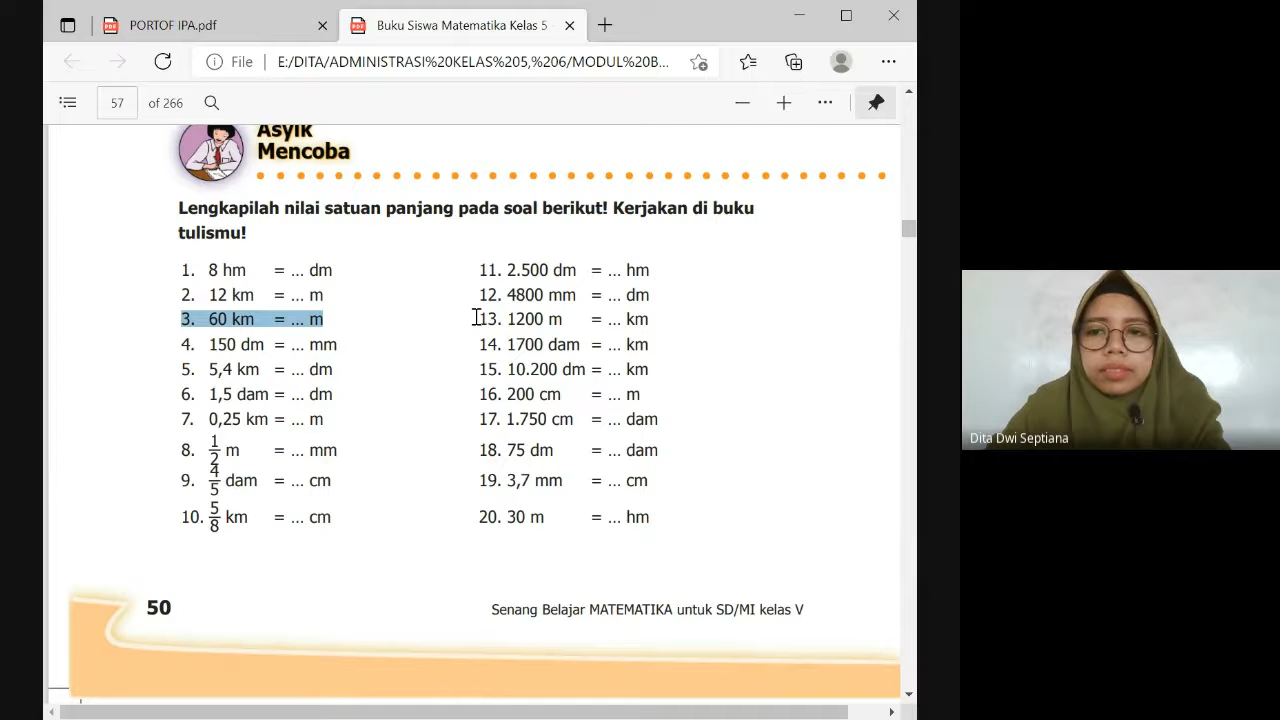 PORTOF IPA.pdf
Buku Siswa Matematika Kelas 5
File
E:/DITA/ADMINISTRASI%20KELAS%205,%206/MODUL%20B...
57 of 266
Asyik
Mencoba
Lengkapilah nilai satuan panjang pada soal berikut! Kerjakan di buku
tulismu!
1. 8 hm = ... dm
2. 12 km = ... m
3. 60 km = ... m
4. 150 dm = ... mm
5. 5,4 km = ... dm
6. 1,5 dam = ... dm
7. 0,25 km = ... m
8. 1/2 m = ... mm
9. 4/5 dam = ... cm
10. 5/8 km = ... cm
11. 2.500 dm = ... hm
12. 4800 mm = ... dm
13. 1200 m = ... km
14. 1700 dam = ... km
15. 10.200 dm = ... km
16. 200 cm = ... m
17. 1.750 cm = ... dam
18. 75 dm = ... dam
19. 3,7 mm = ... cm
20. 30 m = ... hm
50
Senang Belajar MATEMATIKA untuk SD/MI kelas V
Dita Dwi Septiana